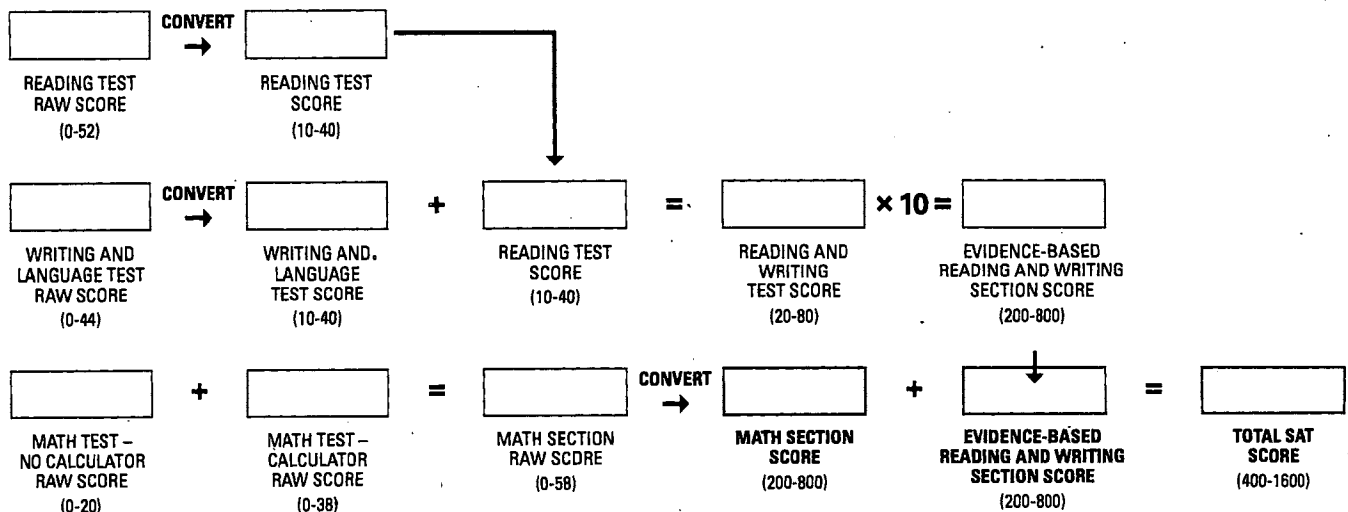 CONVERT
→
READING TEST
RAW SCORE
(0-52)
READING TEST
SCORE
(10-40)
CONVERT
→
+
=
× 10 =
WRITING AND
LANGUAGE TEST
RAW SCORE
(0-44)
WRITING AND.
LANGUAGE
TEST SCORE
(10-40)
READING TEST
SCORE
(10-40)
READING AND
WRITING
TEST SCORE
(20-80)
EVIDENCE-BASED
READING AND WRITING
SECTION SCORE
(200-800)
+
=
CONVERT
→
+
=
MATH TEST –
NO CALCULATOR
RAW SCORE
(0-20)
MATH TEST –
CALCULATOR
RAW SCORE
(0-38)
MATH SECTION
RAW SCORE
(0-58)
MATH SECTION
SCORE
(200-800)
EVIDENCE-BASED
READING AND WRITING
SECTION SCORE
(200-800)
TOTAL SAT
SCORE
(400-1600)